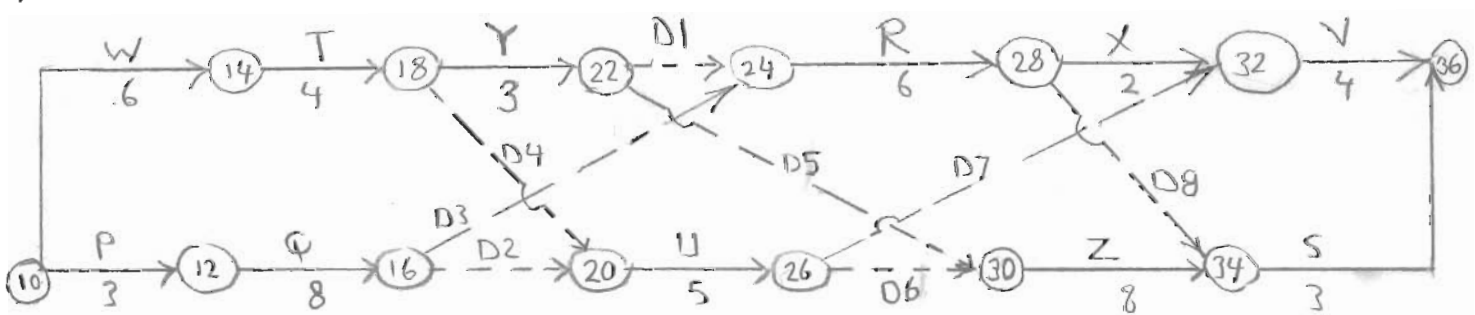 W T Y D1 R X V
14 18 22 24 28 32 36
6 4 3 6 2 4
D4 D5 D7 D8
D3
P Q D2 U Z S
10 12 16 20 26 30 34
3 8 5 D6 8 3